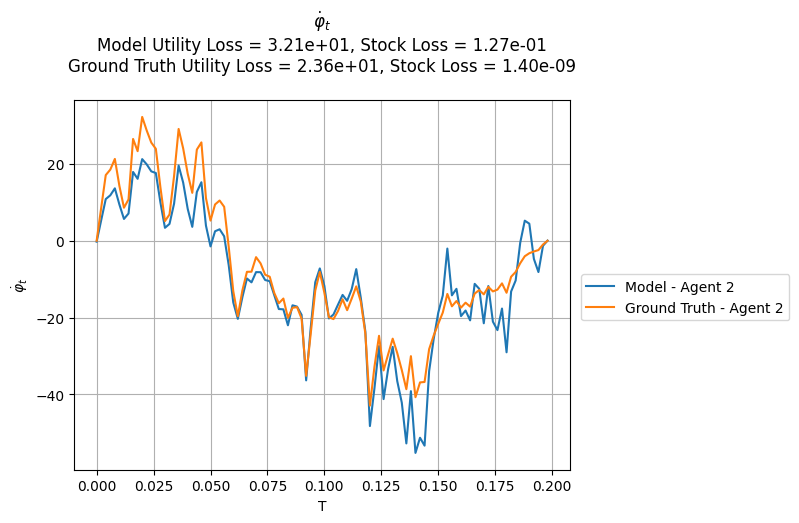 φ̇ₜ
Model Utility Loss = 3.21e+01, Stock Loss = 1.27e-01
Ground Truth Utility Loss = 2.36e+01, Stock Loss = 1.40e-09
φ̇ₜ
20
0
−20
−40
0.000 0.025 0.050 0.075 0.100 0.125 0.150 0.175 0.200
T
Model - Agent 2
Ground Truth - Agent 2